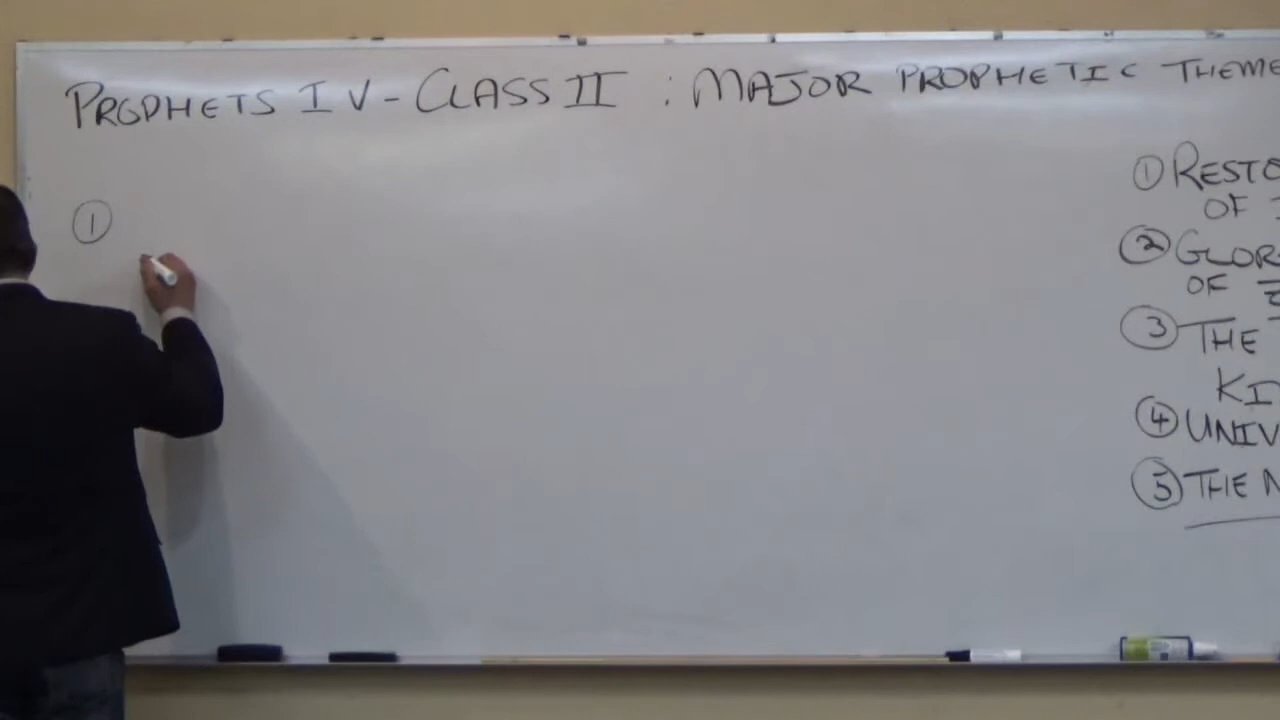 PROPHETS IV - CLASS II : MAJOR PROPHETIC THEME
①
① RESTO
OF I
② GLOR
OF
③ THE
KI
④ UNIV
⑤ THE N